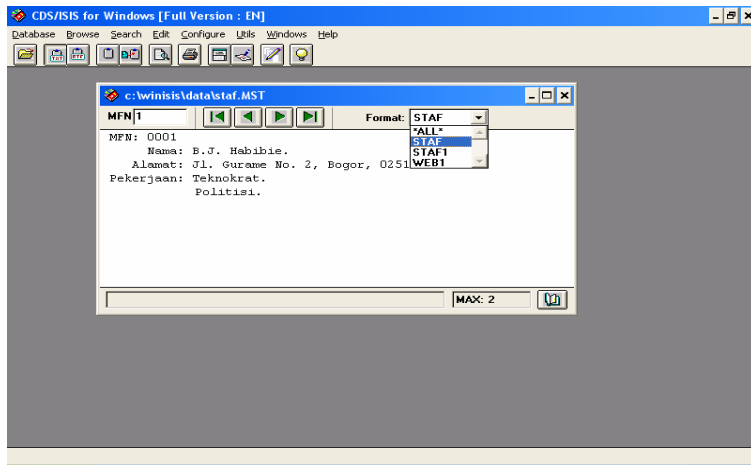 CDS/ISIS for Windows [Full Version : EN]
Database Browse Search Edit Configure Utils Windows Help
c:\winisis\data\staf.MST
MFN 1 Format: STAF
*ALL*
STAF
STAF1
WEB1
MFN: 0001
Nama: B.J. Habibie.
Alamat: Jl. Gurame No. 2, Bogor, 0251
Pekerjaan: Teknokrat.
Politisi.
MAX: 2